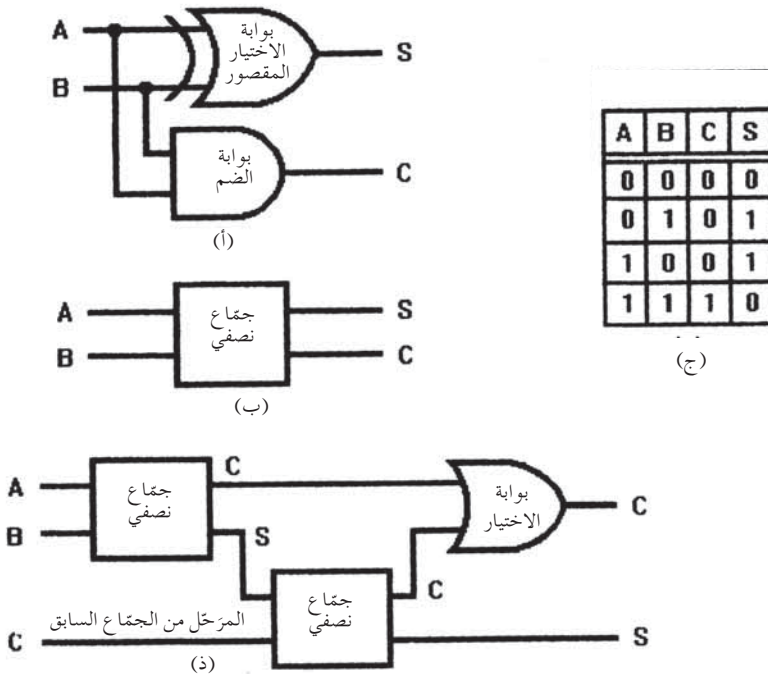 A
B
بوابة
الاختيار
المقصور
S
بوابة
الضم
C
(أ)
A
B
جمّاع
نصفي
S
C
(ب)
A B C S
0 0 0 0
0 1 0 1
1 0 0 1
1 1 1 0
(ج)
A
B
جمّاع
نصفي
C
S
بوابة
الاختيار
C
جمّاع
نصفي
C
C
المرَحّل من الجمّاع السابق
S
(ذ)